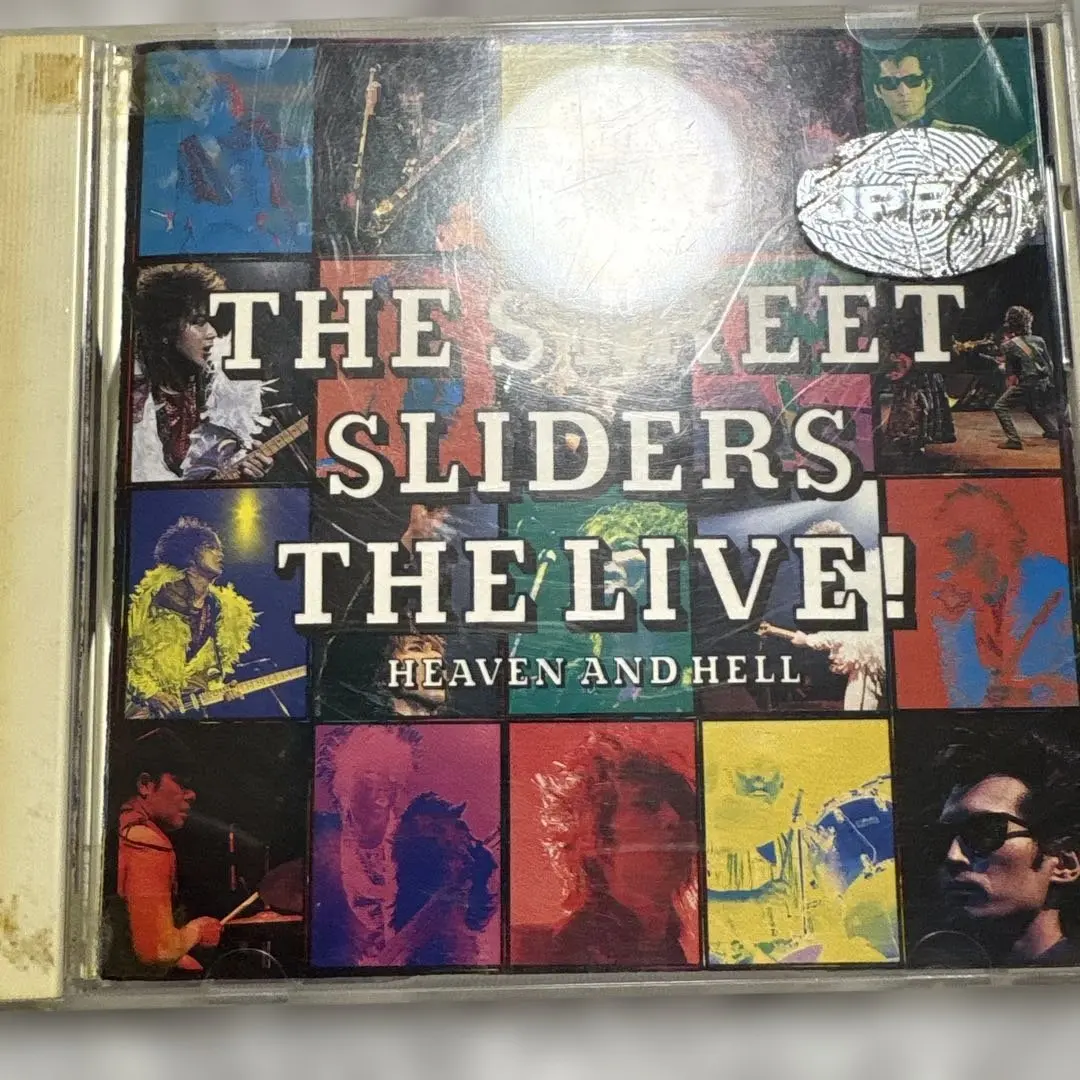 THE STREET
SLIDERS
THE LIVE!
HEAVEN AND HELL